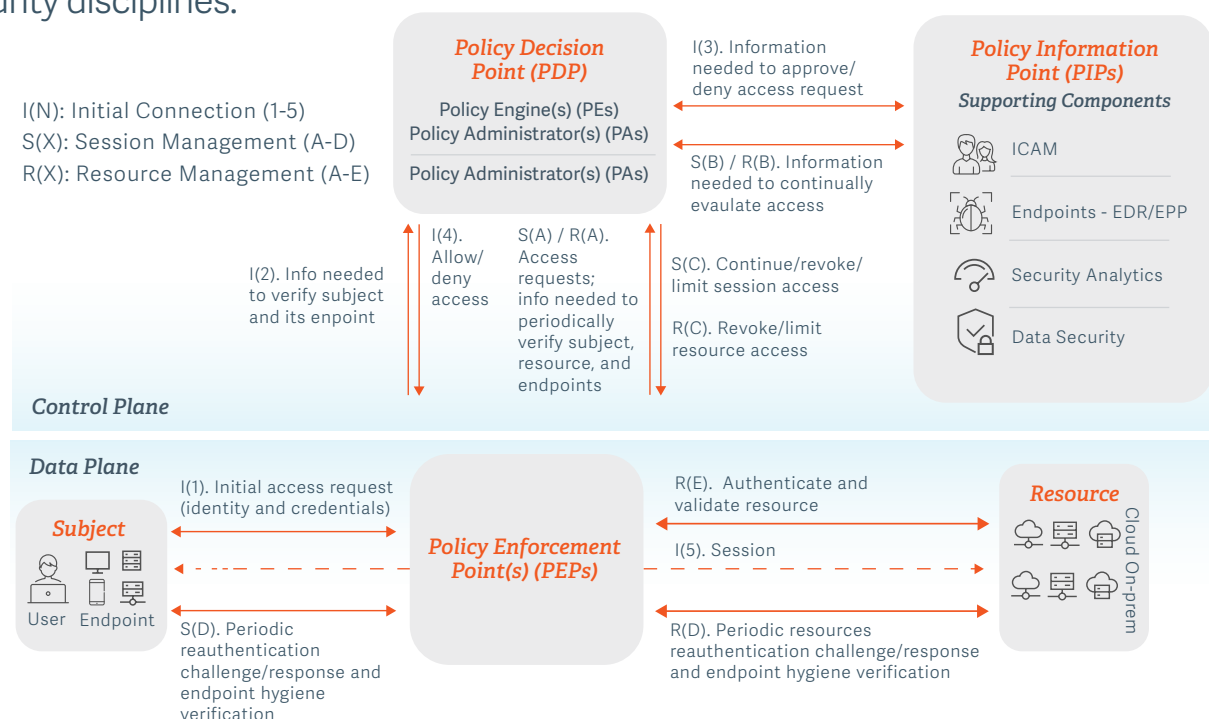 urity disciplines.
I(N): Initial Connection (1-5)
S(X): Session Management (A-D)
R(X): Resource Management (A-E)
Policy Decision
Point (PDP)
Policy Engine(s) (PEs)
Policy Administrator(s) (PAs)
Policy Administrator(s) (PAs)
I(3). Information
needed to approve/
deny access request
S(B) / R(B). Information
needed to continually
evaulate access
Policy Information
Point (PIPs)
Supporting Components
ICAM
Endpoints - EDR/EPP
Security Analytics
Data Security
I(2). Info needed
to verify subject
and its enpoint
I(4).
Allow/
deny
access
S(A) / R(A).
Access
requests;
info needed to
periodically
verify subject,
resource, and
endpoints
S(C). Continue/revoke/
limit session access
R(C). Revoke/limit
resource access
Control Plane
Data Plane
Subject
User
Endpoint
I(1). Initial access request
(identity and credentials)
S(D). Periodic
reauthentication
challenge/response and
endpoint hygiene
verification
Policy Enforcement
Point(s) (PEPs)
R(E). Authenticate and
validate resource
I(5). Session
R(D). Periodic resources
reauthentication challenge/response
and endpoint hygiene verification
Resource
Cloud On-prem